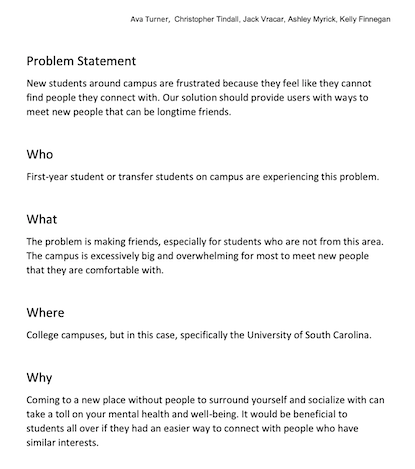 Ava Turner, Christopher Tindall, Jack Vracar, Ashley Myrick, Kelly Finnegan
Problem Statement
New students around campus are frustrated because they feel like they cannot
find people they connect with. Our solution should provide users with ways to
meet new people that can be longtime friends.
Who
First-year student or transfer students on campus are experiencing this problem.
What
The problem is making friends, especially for students who are not from this area.
The campus is excessively big and overwhelming for most to meet new people
that they are comfortable with.
Where
College campuses, but in this case, specifically the University of South Carolina.
Why
Coming to a new place without people to surround yourself and socialize with can
take a toll on your mental health and well-being. It would be beneficial to
students all over if they had an easier way to connect with people who have
similar interests.